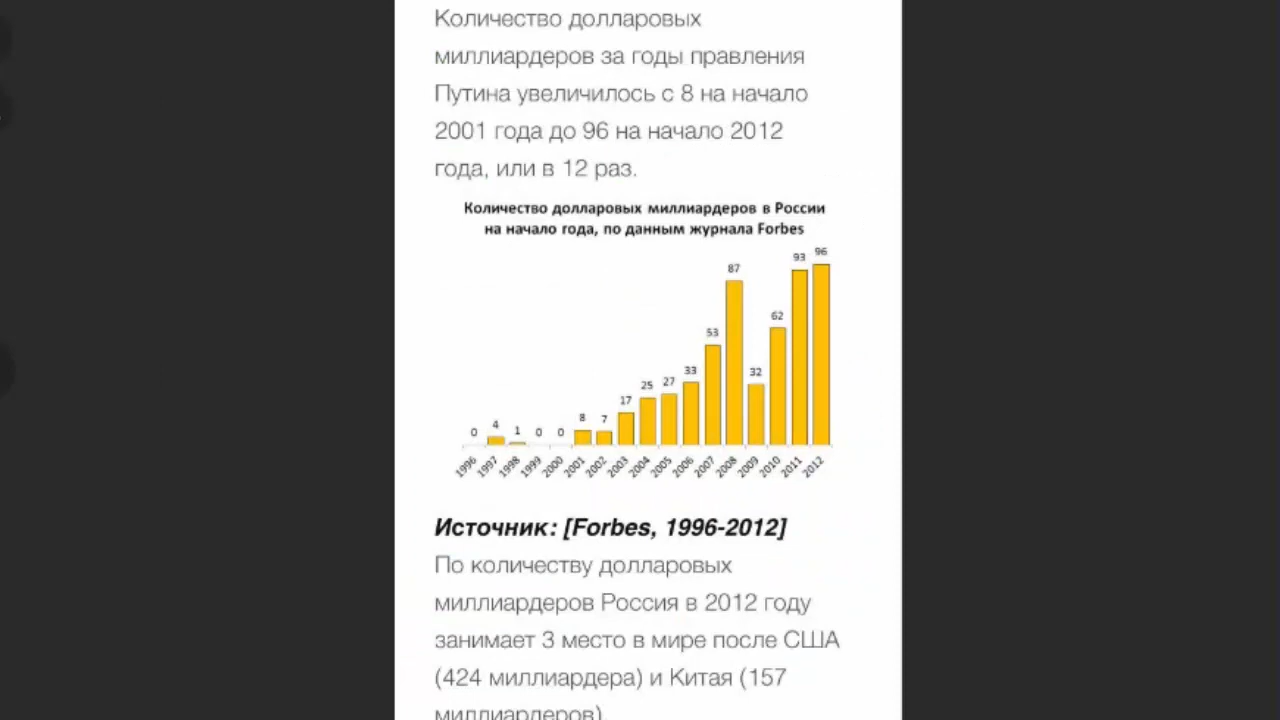 Количество долларовых
миллиардеров за годы правления
Путина увеличилось с 8 на начало
2001 года до 96 на начало 2012
года, или в 12 раз.
Количество долларовых миллиардеров в России
на начало года, по данным журнала Forbes
0 4 1 0 0 8 7 17 25 27 33 53 87 32 62 93 96
1996 1997 1998 1999 2000 2001 2002 2003 2004 2005 2006 2007 2008 2009 2010 2011 2012
Источник: [Forbes, 1996-2012]
По количеству долларовых
миллиардеров Россия в 2012 году
занимает 3 место в мире после США
(424 миллиардера) и Китая (157
миллиардеров).